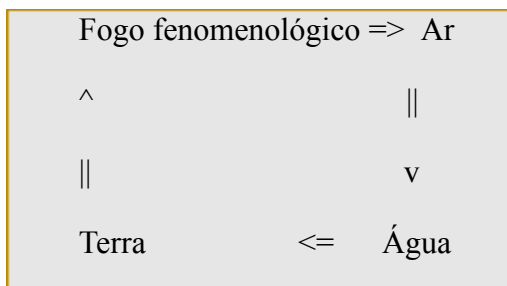 Fogo fenomenológico => Ar
^ ||
|| v
Terra <= Água